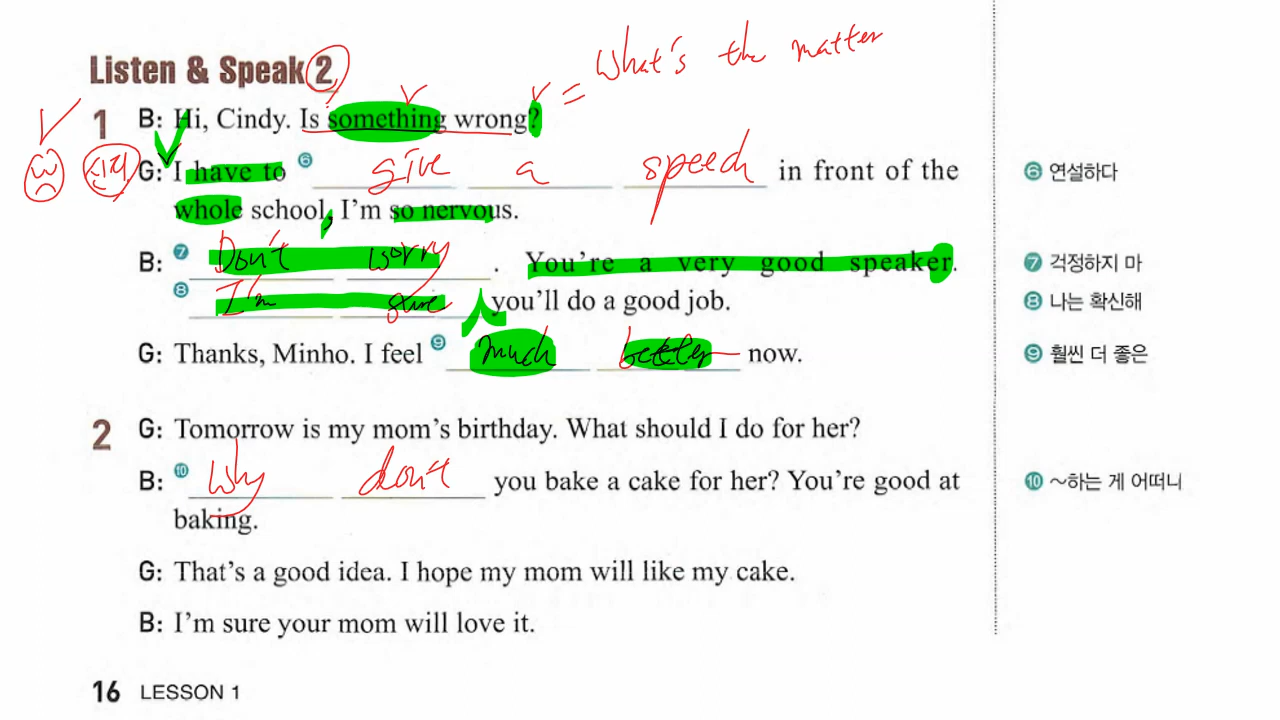 What's the matter
Listen & Speak 2
=
1 B: Hi, Cindy. Is something wrong?
G: I have to ⑥ give a speech in front of the ⑥ 연설하다
whole school, I'm so nervous.
B: ⑦ Don't worry. You're a very good speaker. ⑦ 걱정하지 마
⑧ I'm sure you'll do a good job. ⑧ 나는 확신해
G: Thanks, Minho. I feel ⑨ much better now. ⑨ 훨씬 더 좋은
2 G: Tomorrow is my mom's birthday. What should I do for her?
B: ⑩ Why don't you bake a cake for her? You're good at ⑩ ~하는 게 어떠니
baking.
G: That's a good idea. I hope my mom will like my cake.
B: I'm sure your mom will love it.
16 LESSON 1